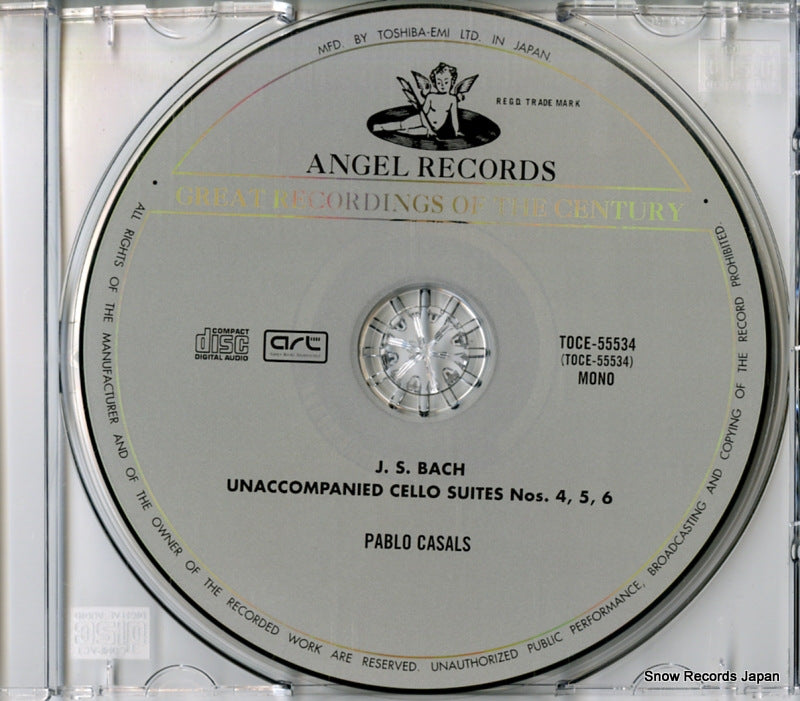 MFD. BY TOSHIBA-EMI LTD. IN JAPAN.
REGD. TRADE MARK
ANGEL RECORDS
GREAT RECORDINGS OF THE CENTURY
COMPACT
disc
DIGITAL AUDIO
art
TOCE-55534
(TOCE-55534)
MONO
J. S. BACH
UNACCOMPANIED CELLO SUITES Nos. 4, 5, 6
PABLO CASALS
ALL RIGHTS OF THE MANUFACTURER AND OF THE OWNER OF THE RECORDED WORK ARE RESERVED. UNAUTHORIZED PUBLIC PERFORMANCE, BROADCASTING AND COPYING OF THE RECORD PROHIBITED.
Snow Records Japan